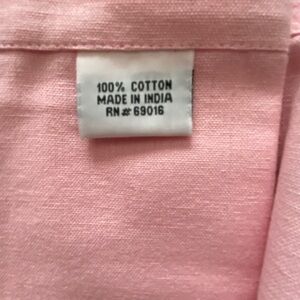 100% COTTON
MADE IN INDIA
RN# 69016